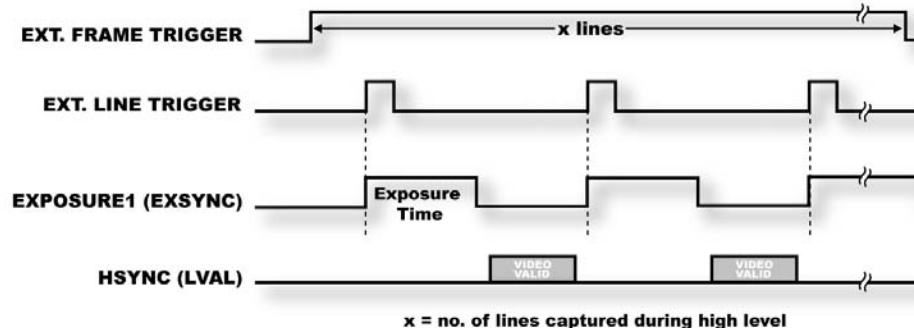 EXT. FRAME TRIGGER
x lines
EXT. LINE TRIGGER
EXPOSURE1 (EXSYNC)
Exposure
Time
HSYNC (LVAL)
VIDEO
VALID
VIDEO
VALID
x = no. of lines captured during high level